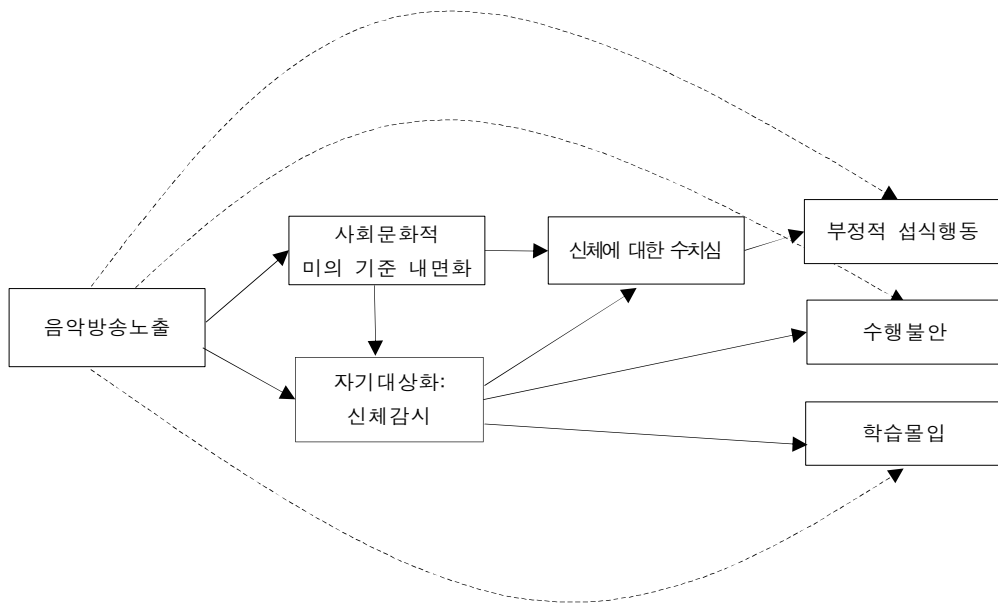 사회문화적
미의 기준 내면화
신체에 대한 수치심
부정적 섭식행동
음악방송노출
수행불안
자기대상화:
신체감시
학습몰입